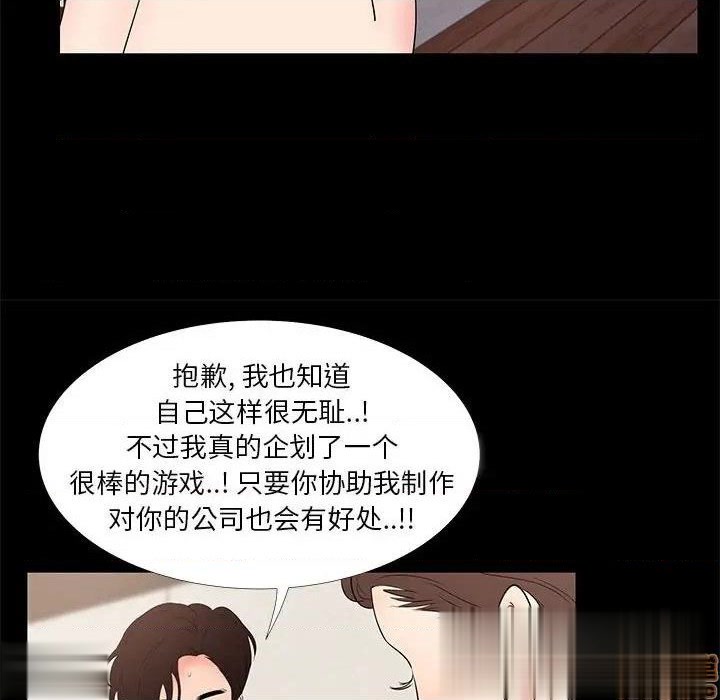 抱歉, 我也知道
自己这样很无耻..!
不过我真的企划了一个
很棒的游戏..! 只要你协助我制作
对你的公司也会有好处..!!